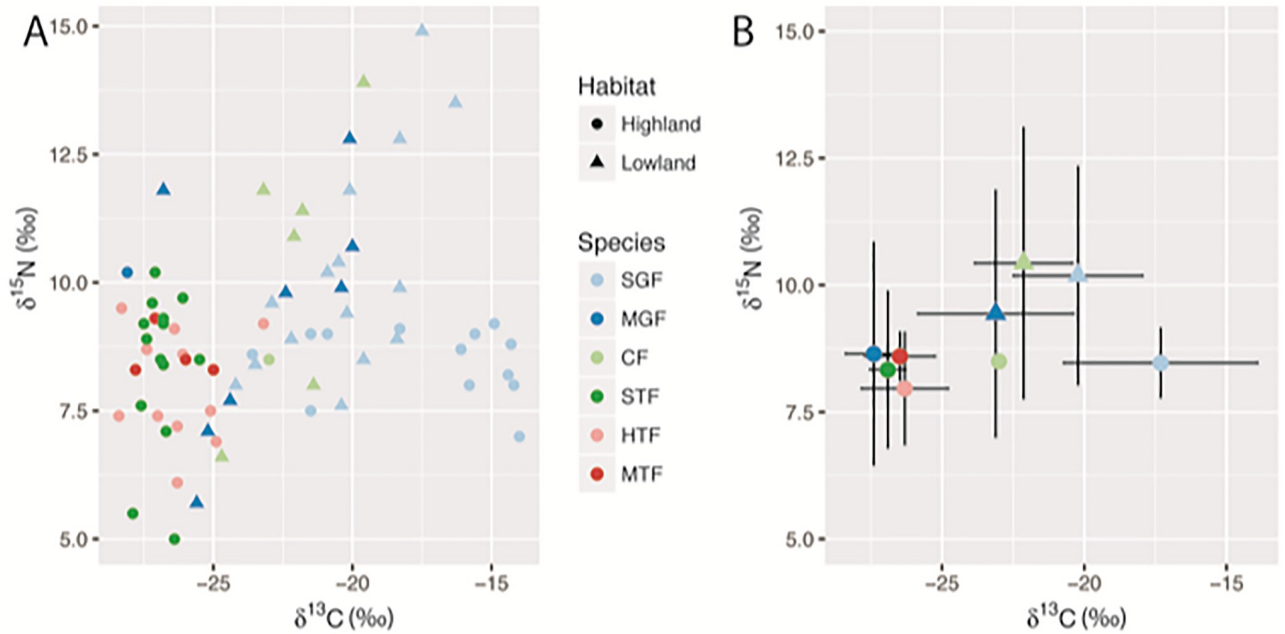 A
15.0
12.5
10.0
7.5
5.0
δ15N (‰)
−25
−20
−15
δ13C (‰)
Habitat
Highland
Lowland
Species
SGF
MGF
CF
STF
HTF
MTF
B
15.0
12.5
10.0
7.5
5.0
δ15N (‰)
−25
−20
−15
δ13C (‰)